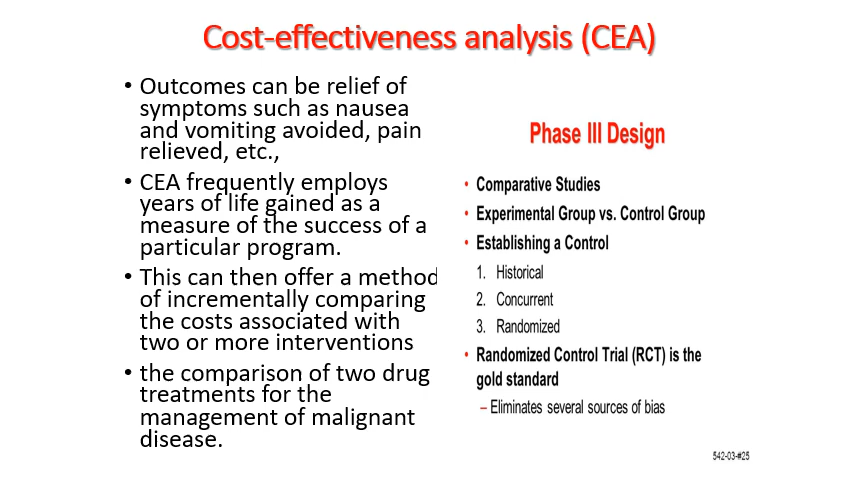 Cost-effectiveness analysis (CEA)
• Outcomes can be relief of
symptoms such as nausea
and vomiting avoided, pain
relieved, etc.,
• CEA frequently employs
years of life gained as a
measure of the success of a
particular program.
• This can then offer a method
of incrementally comparing
the costs associated with
two or more interventions
• the comparison of two drug
treatments for the
management of malignant
disease.
Phase III Design
• Comparative Studies
• Experimental Group vs. Control Group
• Establishing a Control
1. Historical
2. Concurrent
3. Randomized
• Randomized Control Trial (RCT) is the
gold standard
– Eliminates several sources of bias
542-03-#25